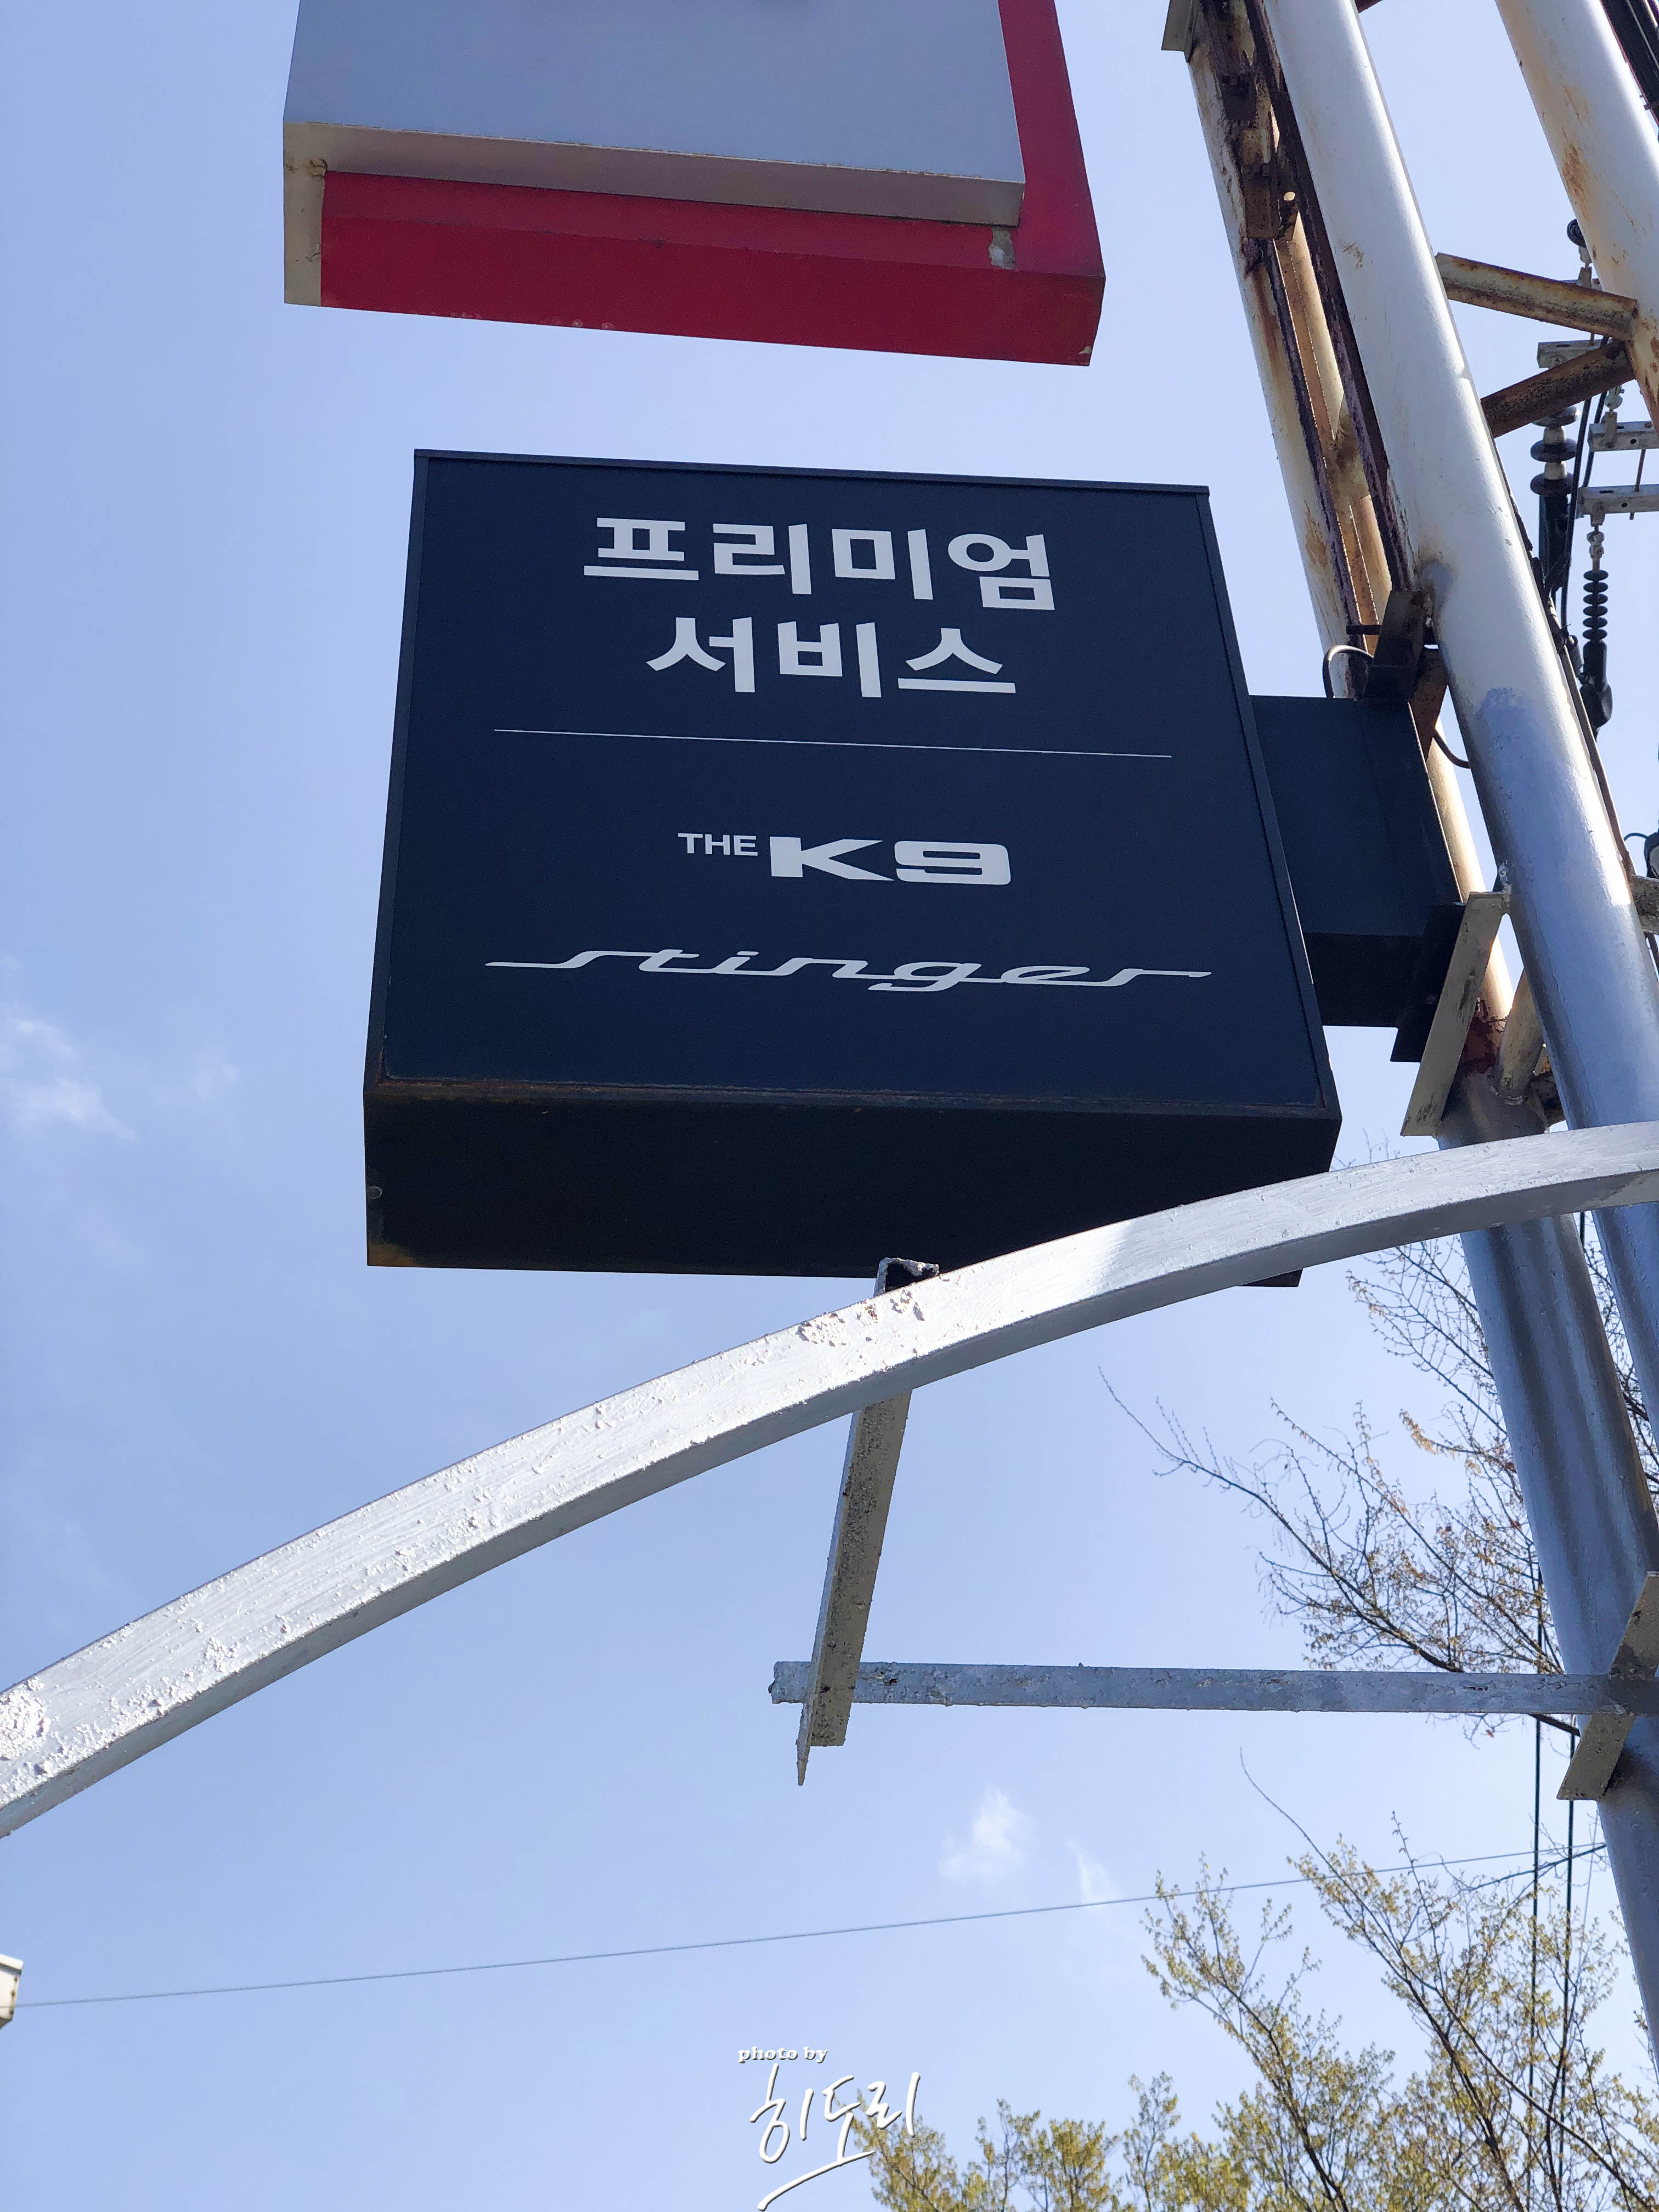 프리미엄
서비스
THE K9
stinger
photo by
히도리